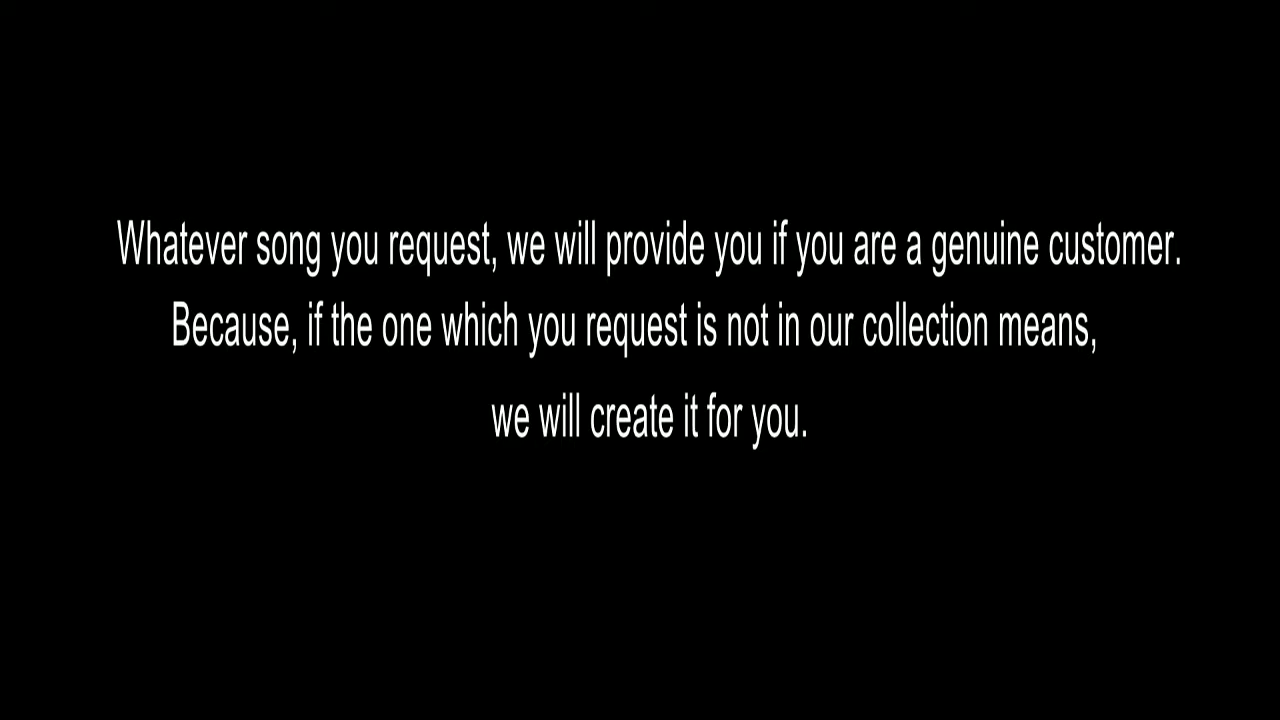 Whatever song you request, we will provide you if you are a genuine customer.
Because, if the one which you request is not in our collection means,
we will create it for you.